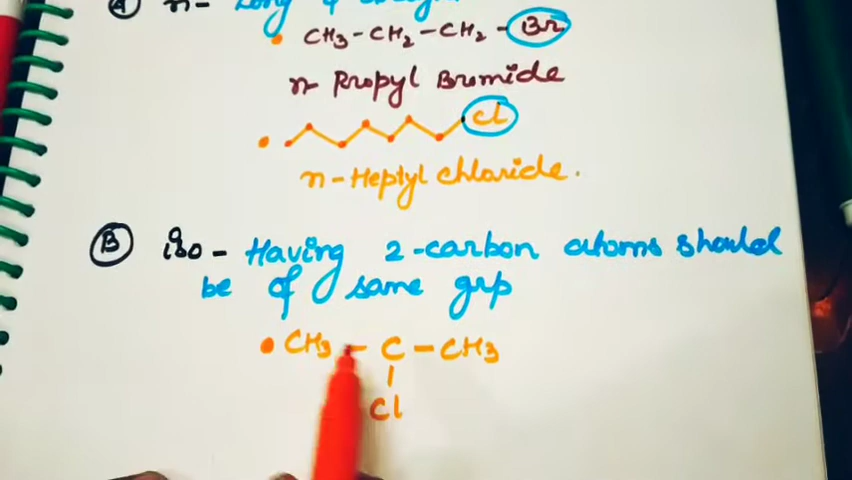 A n-
CH3-CH2-CH2-Br
n-Propyl Bromide
Cl
n-Heptyl chloride.
B iso- Having 2-carbon atoms should
be of same grp
CH3-C-CH3
Cl